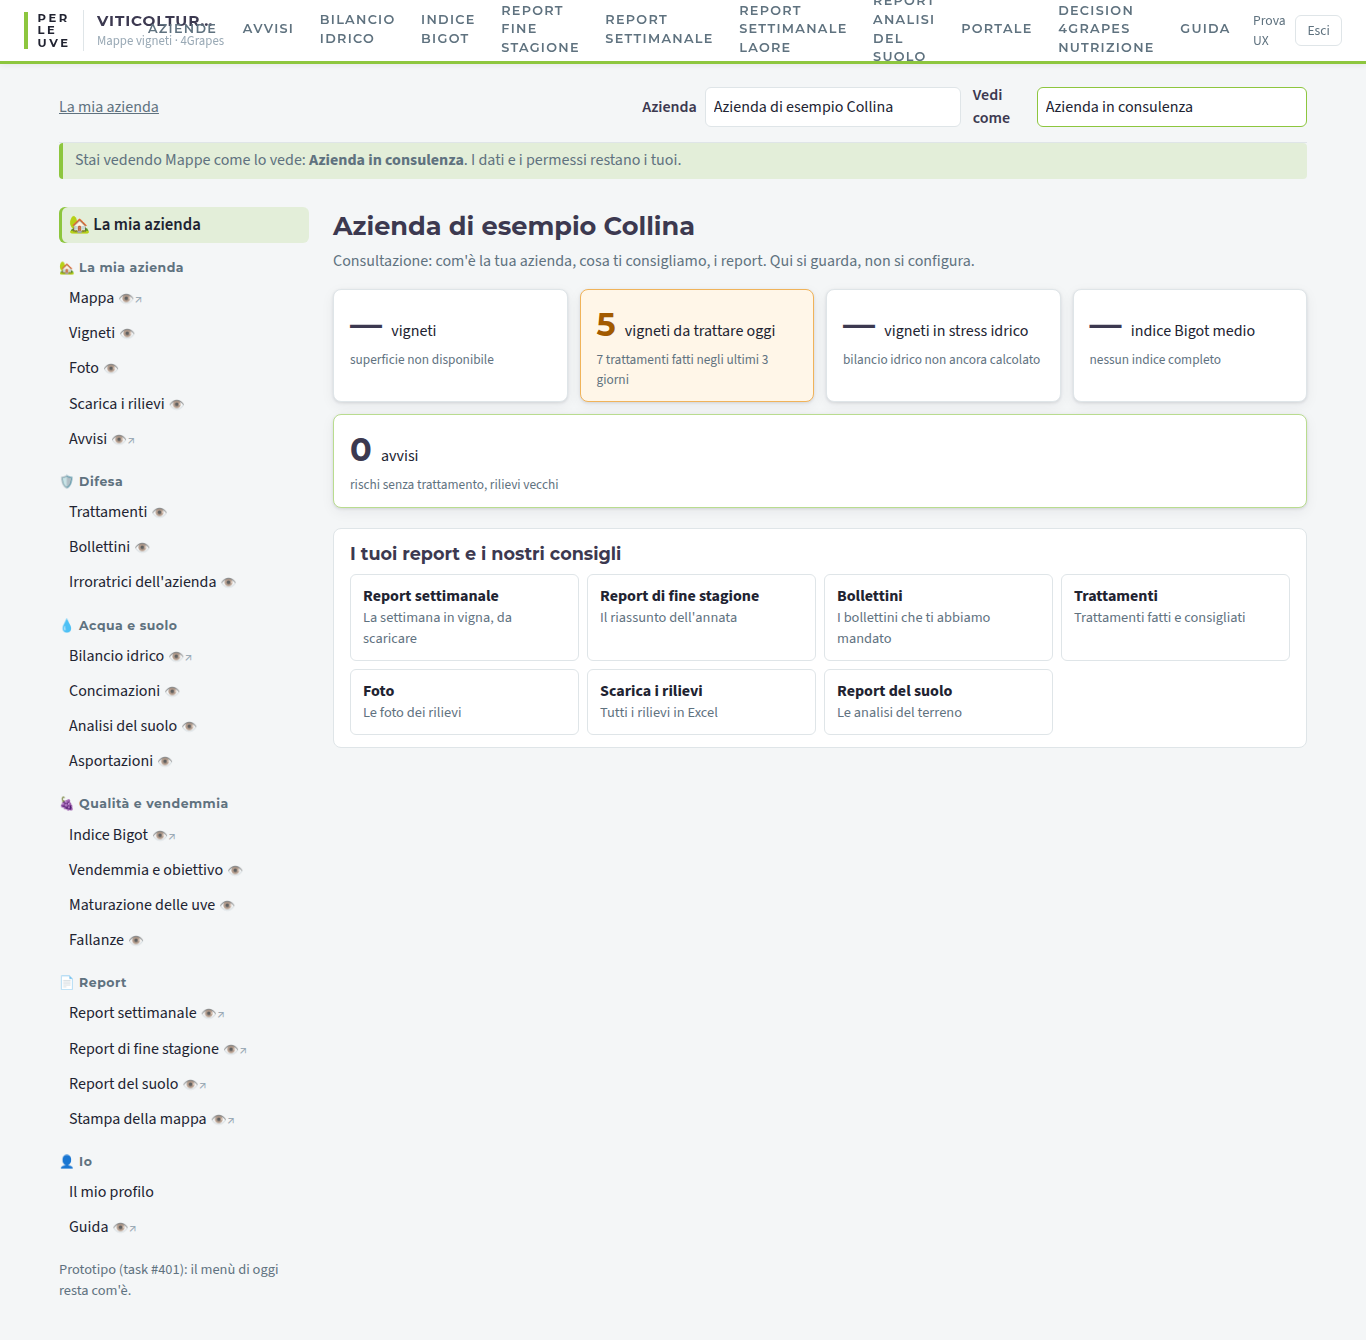 PER
LE
UVE
VITICOLTUR…
Mappe vigneti · 4Grapes
AZIENDE
AVVISI
BILANCIO
IDRICO
INDICE
BIGOT
REPORT
FINE
STAGIONE
REPORT
SETTIMANALE
REPORT
SETTIMANALE
LAORE
REPORT
ANALISI
DEL
SUOLO
PORTALE
DECISION
4GRAPES
NUTRIZIONE
GUIDA
Prova
UX
Esci
La mia azienda
Azienda
Azienda di esempio Collina
Vedi
come
Azienda in consulenza
Stai vedendo Mappe come lo vede: Azienda in consulenza. I dati e i permessi restano i tuoi.
La mia azienda
La mia azienda
Mappa
Vigneti
Foto
Scarica i rilievi
Avvisi
Difesa
Trattamenti
Bollettini
Irroratrici dell'azienda
Acqua e suolo
Bilancio idrico
Concimazioni
Analisi del suolo
Asportazioni
Qualità e vendemmia
Indice Bigot
Vendemmia e obiettivo
Maturazione delle uve
Fallanze
Report
Report settimanale
Report di fine stagione
Report del suolo
Stampa della mappa
Io
Il mio profilo
Guida
Prototipo (task #401): il menù di oggi
resta com'è.
Azienda di esempio Collina
Consultazione: com'è la tua azienda, cosa ti consigliamo, i report. Qui si guarda, non si configura.
— vigneti
superficie non disponibile
5 vigneti da trattare oggi
7 trattamenti fatti negli ultimi 3
giorni
— vigneti in stress idrico
bilancio idrico non ancora calcolato
— indice Bigot medio
nessun indice completo
0 avvisi
rischi senza trattamento, rilievi vecchi
I tuoi report e i nostri consigli
Report settimanale
La settimana in vigna, da
scaricare
Report di fine stagione
Il riassunto dell'annata
Bollettini
I bollettini che ti abbiamo
mandato
Trattamenti
Trattamenti fatti e consigliati
Foto
Le foto dei rilievi
Scarica i rilievi
Tutti i rilievi in Excel
Report del suolo
Le analisi del terreno